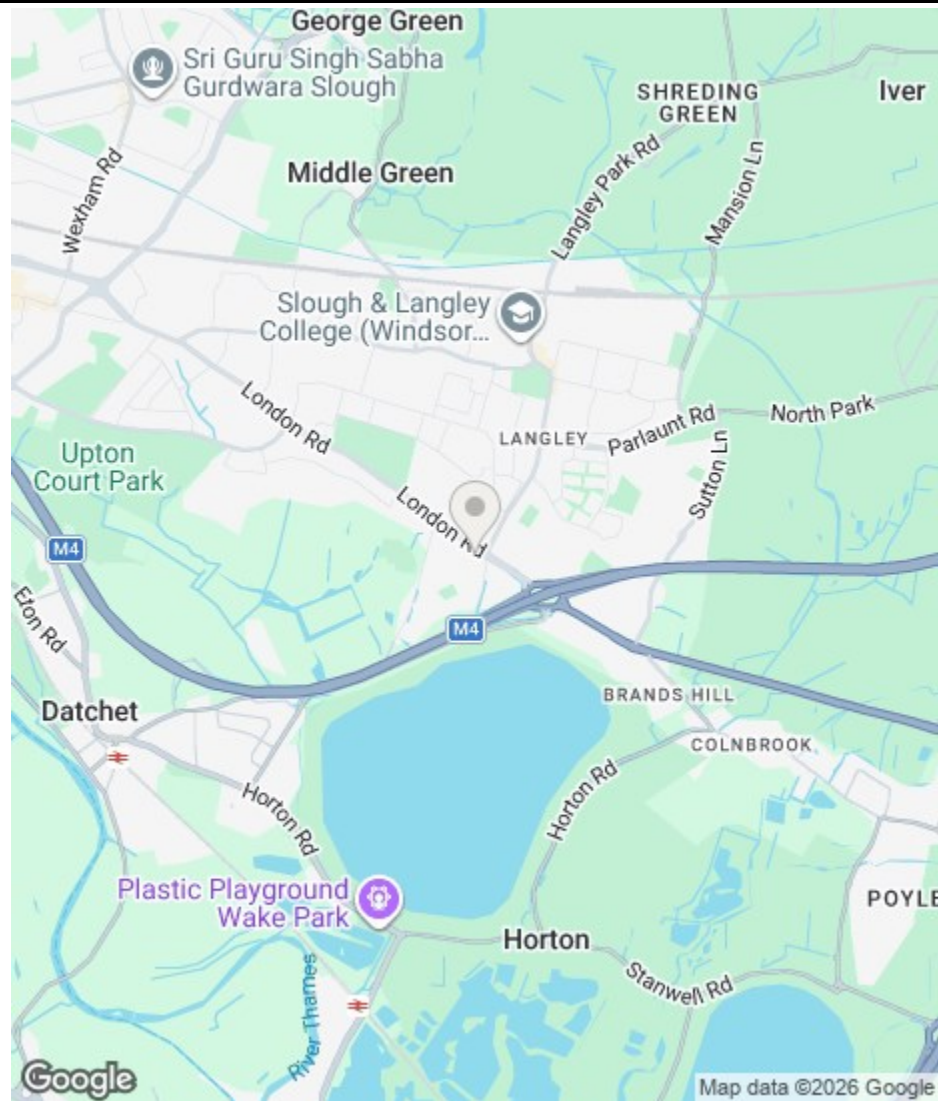 George Green
Sri Guru Singh Sabha
Gurdwara Slough
SHREDING
GREEN
Iver
Wexham Rd
Middle Green
Langley Park Rd
Mansion Ln
Slough & Langley
College (Windsor...
London Rd
LANGLEY
Parlaunt Rd
North Park
Upton
Court Park
London Rd
Sutton Ln
M4
Eton Rd
M4
BRANDS HILL
Datchet
COLNBROOK
Horton Rd
Horton Rd
Plastic Playground
Wake Park
POYLE
Horton
Stanwell Rd
River Thames
Google
Map data ©2026 Google